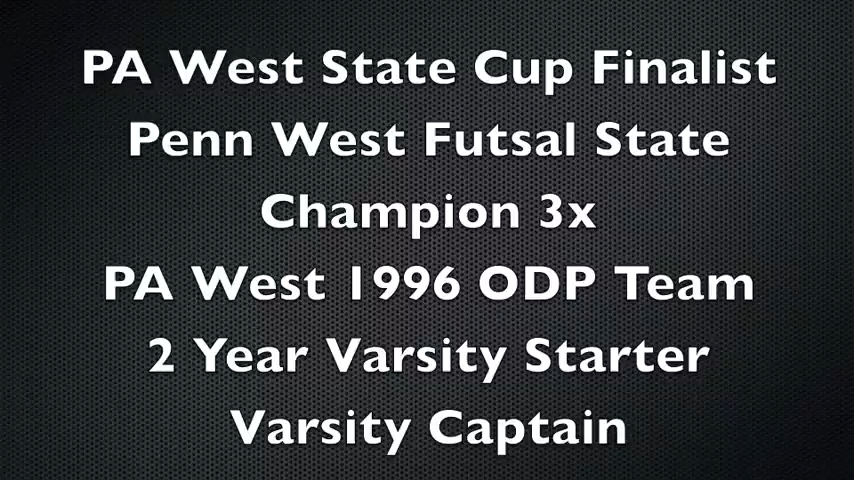 PA West State Cup Finalist
Penn West Futsal State
Champion 3x
PA West 1996 ODP Team
2 Year Varsity Starter
Varsity Captain